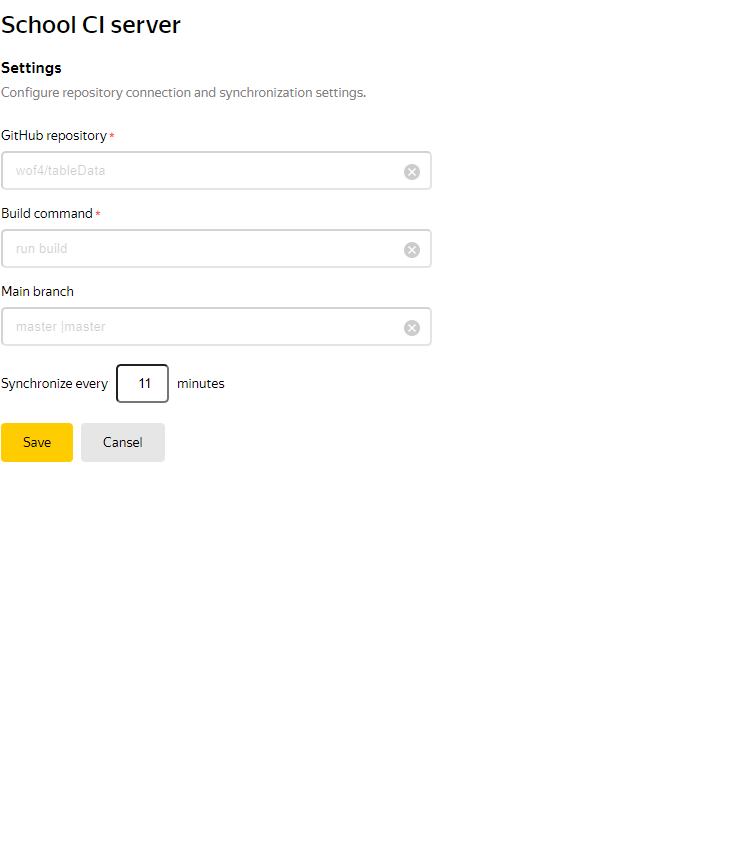 School CI server
Settings
Configure repository connection and synchronization settings.
GitHub repository *
wof4/tableData
Build command *
run build
Main branch
master |master
Synchronize every 11 minutes
Save Cansel